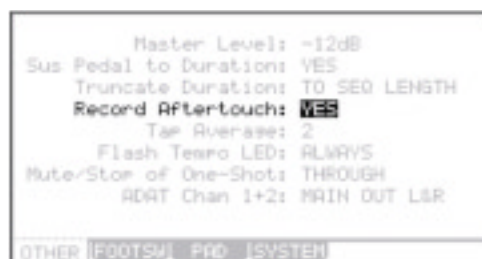 Master Level: -12dB
Sus Pedal to Duration: YES
Truncate Duration: TO SEQ LENGTH
Record Aftertouch: YES
Tap Average: 2
Flash Tempo LED: ALWAYS
Mute/Stop of One-Shot: THROUGH
ADAT Chan 1+2: MAIN OUT L&R
OTHER FOOTSW PAD SYSTEM